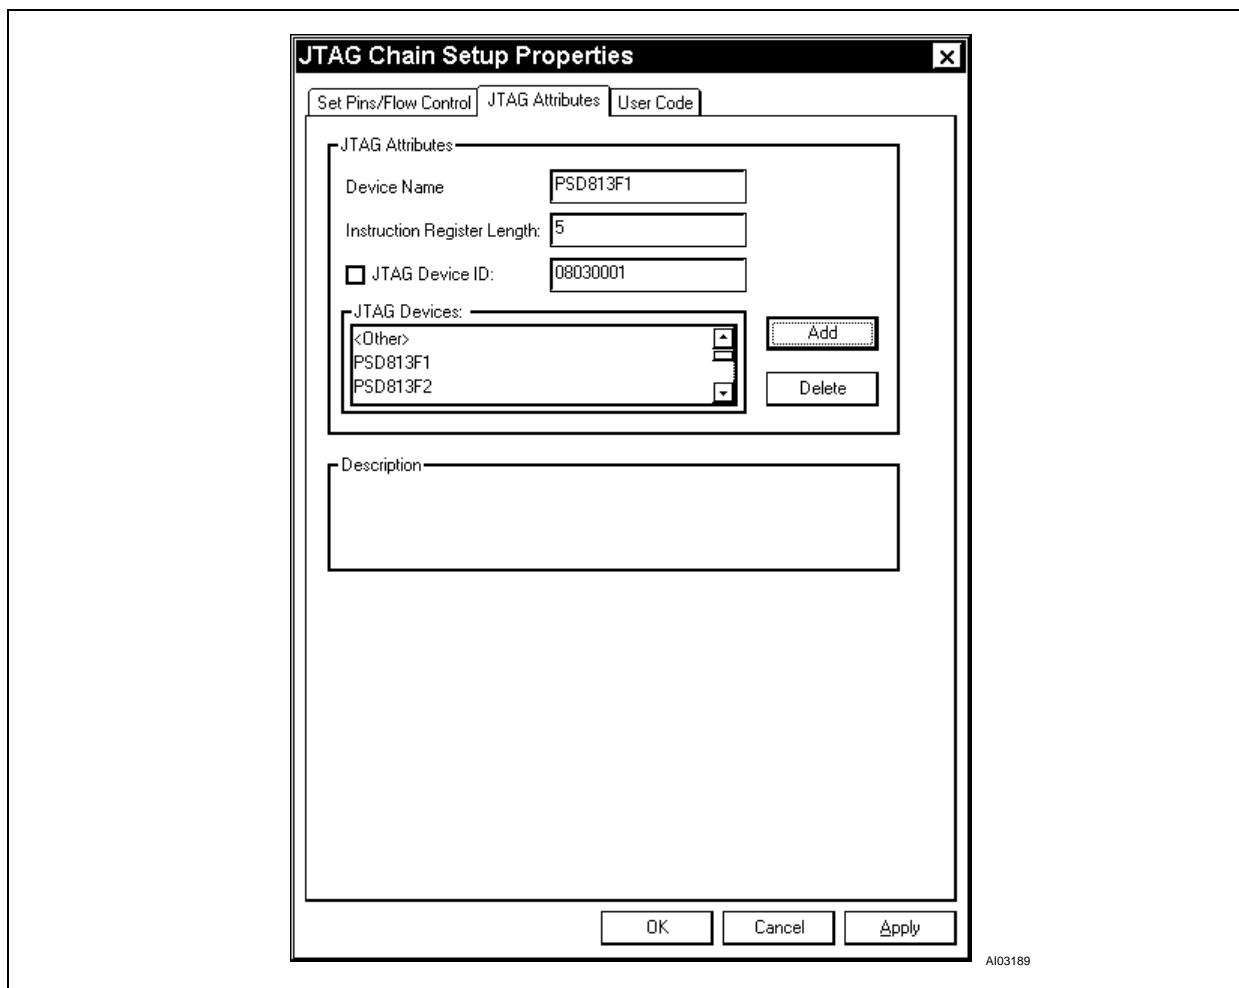 JTAG Chain Setup Properties
Set Pins/Flow Control JTAG Attributes User Code
JTAG Attributes
Device Name PSD813F1
Instruction Register Length: 5
JTAG Device ID: 08030001
JTAG Devices:
<Other>
PSD813F1
PSD813F2
Add
Delete
Description
OK Cancel Apply
AI03189